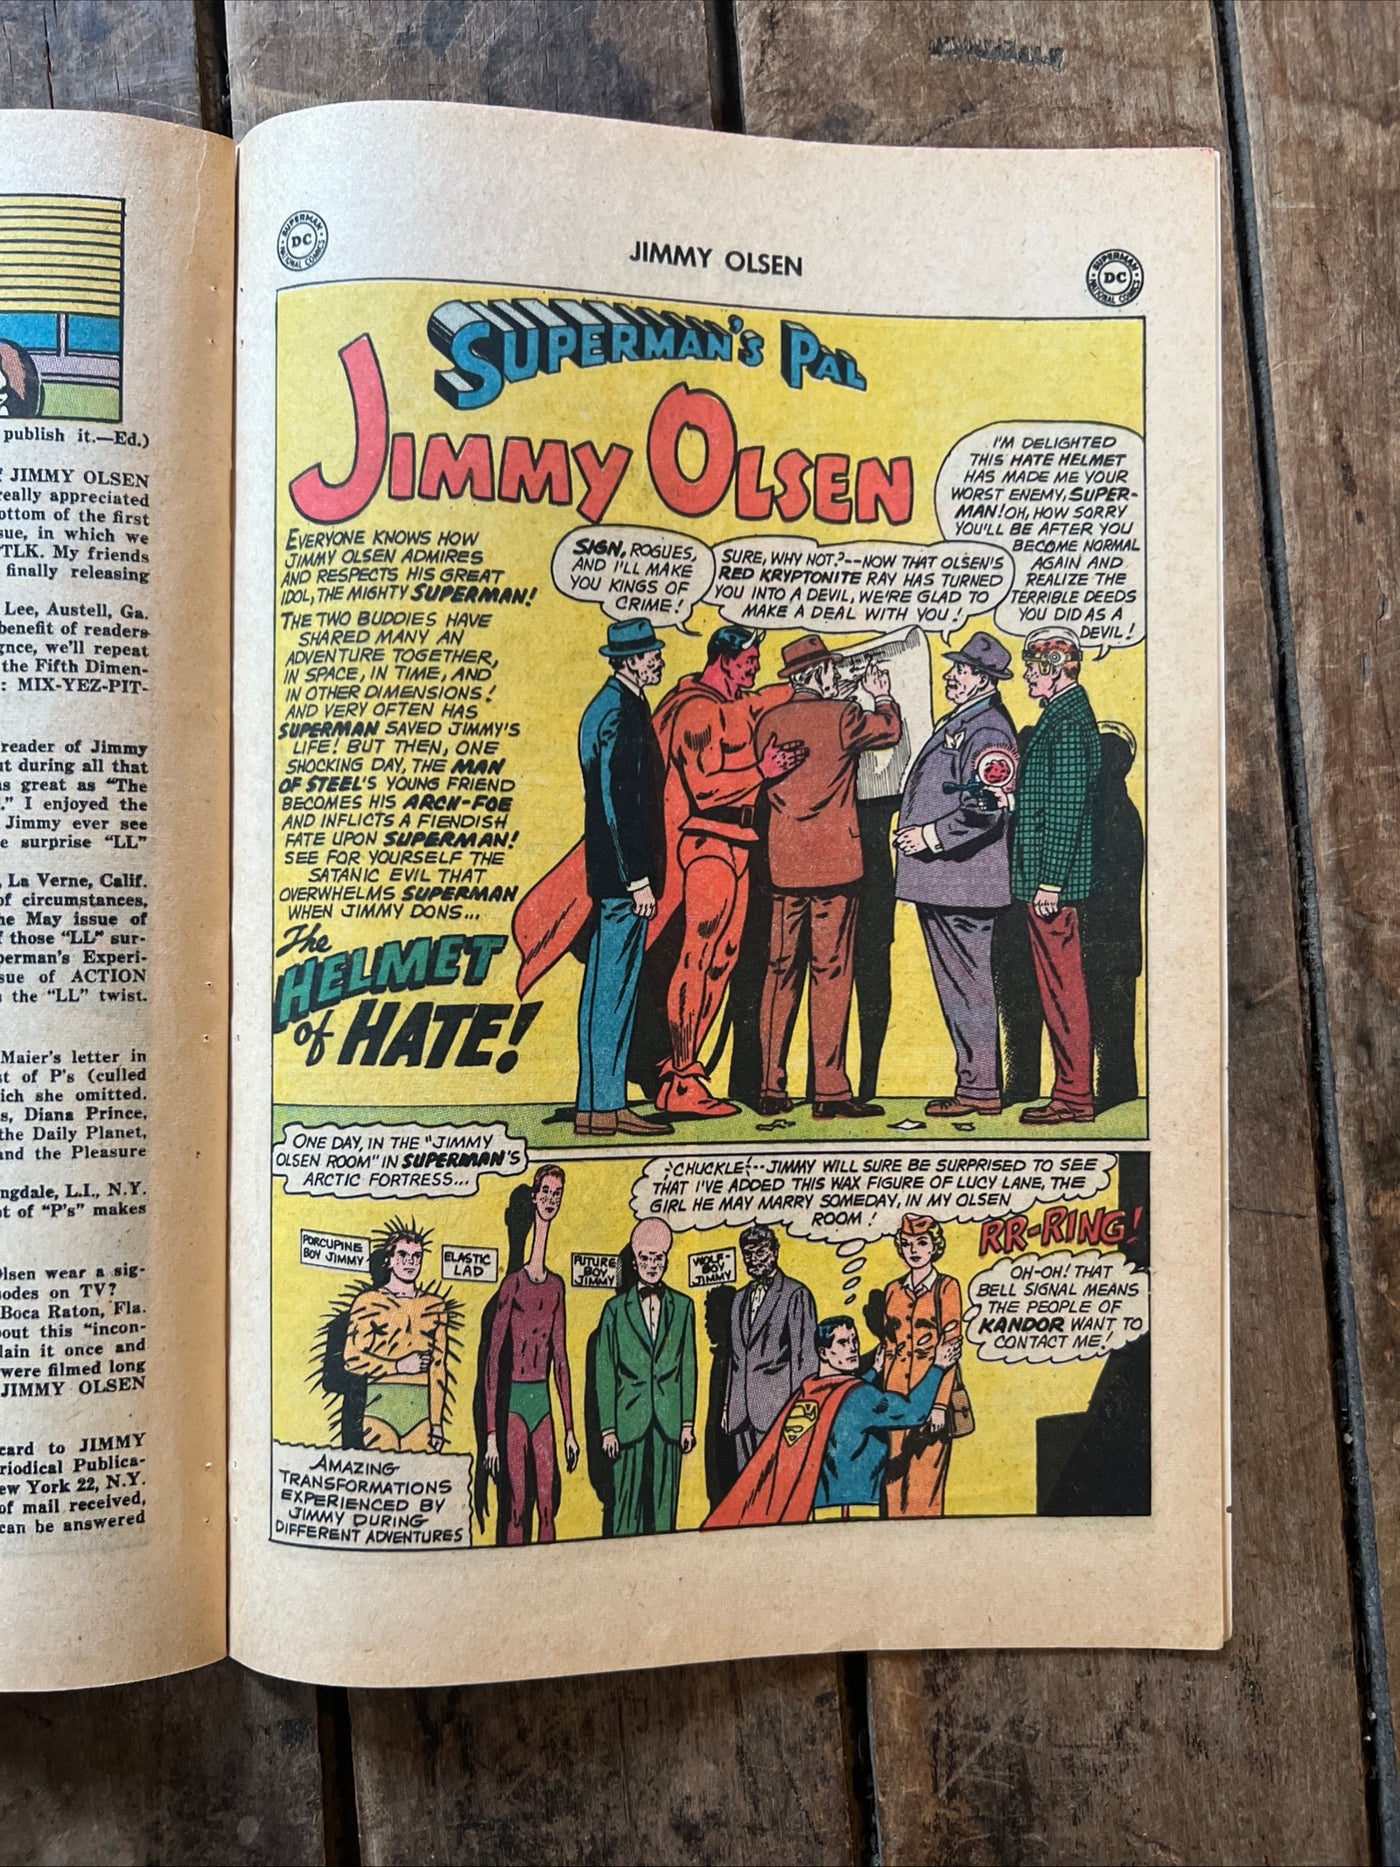 publish it.—Ed.)
JIMMY OLSEN
really appreciated
bottom of the first
in which we
TLK. My friends
finally releasing
Lee, Austell, Ga.
benefit of readers
we'll repeat
the Fifth Dimen-
: MIX-YEZ-PIT-
reader of Jimmy
but during all that
as great as "The
." I enjoyed the
Jimmy ever see
surprise "LL"
La Verne, Calif.
of circumstances,
the May issue of
those "LL" sur-
Superman's Experi-
issue of ACTION
the "LL" twist.
Maier's letter in
of P's (culled
which she omitted.
Diana Prince,
the Daily Planet,
and the Pleasure
L.I., N.Y.
of "P's" makes
Olsen wear a sig-
on TV?
Boca Raton, Fla.
about this "incon-
it once and
were filmed long
JIMMY OLSEN
card to JIMMY
Periodical Publica-
New York 22, N.Y.
of mail received,
can be answered
SUPERMAN
DC
NATIONAL COMICS
JIMMY OLSEN
SUPERMAN
DC
NATIONAL COMICS
SUPERMAN'S PAL
JIMMY OLSEN
EVERYONE KNOWS HOW
JIMMY OLSEN ADMIRES
AND RESPECTS HIS GREAT
IDOL, THE MIGHTY SUPERMAN!
THE TWO BUDDIES HAVE
SHARED MANY AN
ADVENTURE TOGETHER,
IN SPACE, IN TIME, AND
IN OTHER DIMENSIONS!
AND VERY OFTEN HAS
SUPERMAN SAVED JIMMY'S
LIFE! BUT THEN, ONE
SHOCKING DAY, THE MAN
OF STEEL'S YOUNG FRIEND
BECOMES HIS ARCH-FOE
AND INFLICTS A FIENDISH
FATE UPON SUPERMAN!
SEE FOR YOURSELF THE
SATANIC EVIL THAT
OVERWHELMS SUPERMAN
WHEN JIMMY DONS...
The
HELMET
of HATE!
SIGN, ROGUES,
AND I'LL MAKE
YOU KINGS OF
CRIME!
SURE, WHY NOT?--NOW THAT OLSEN'S
RED KRYPTONITE RAY HAS TURNED
YOU INTO A DEVIL, WE'RE GLAD TO
MAKE A DEAL WITH YOU!
I'M DELIGHTED
THIS HATE HELMET
HAS MADE ME YOUR
WORST ENEMY, SUPER-
MAN! OH, HOW SORRY
YOU'LL BE AFTER YOU
BECOME NORMAL
AGAIN AND
REALIZE THE
TERRIBLE DEEDS
YOU DID AS A
DEVIL!
ONE DAY, IN THE "JIMMY
OLSEN ROOM" IN SUPERMAN'S
ARCTIC FORTRESS...
CHUCKLE!--JIMMY WILL SURE BE SURPRISED TO SEE
THAT I'VE ADDED THIS WAX FIGURE OF LUCY LANE, THE
GIRL HE MAY MARRY SOMEDAY, IN MY OLSEN
ROOM!
RR-RING!
OH-OH! THAT
BELL SIGNAL MEANS
THE PEOPLE OF
KANDOR WANT TO
CONTACT ME!
PORCUPINE
BOY JIMMY
ELASTIC
LAD
FUTURE
BOY
JIMMY
WOLF-
BOY
JIMMY
AMAZING
TRANSFORMATIONS
EXPERIENCED BY
JIMMY DURING
DIFFERENT ADVENTURES